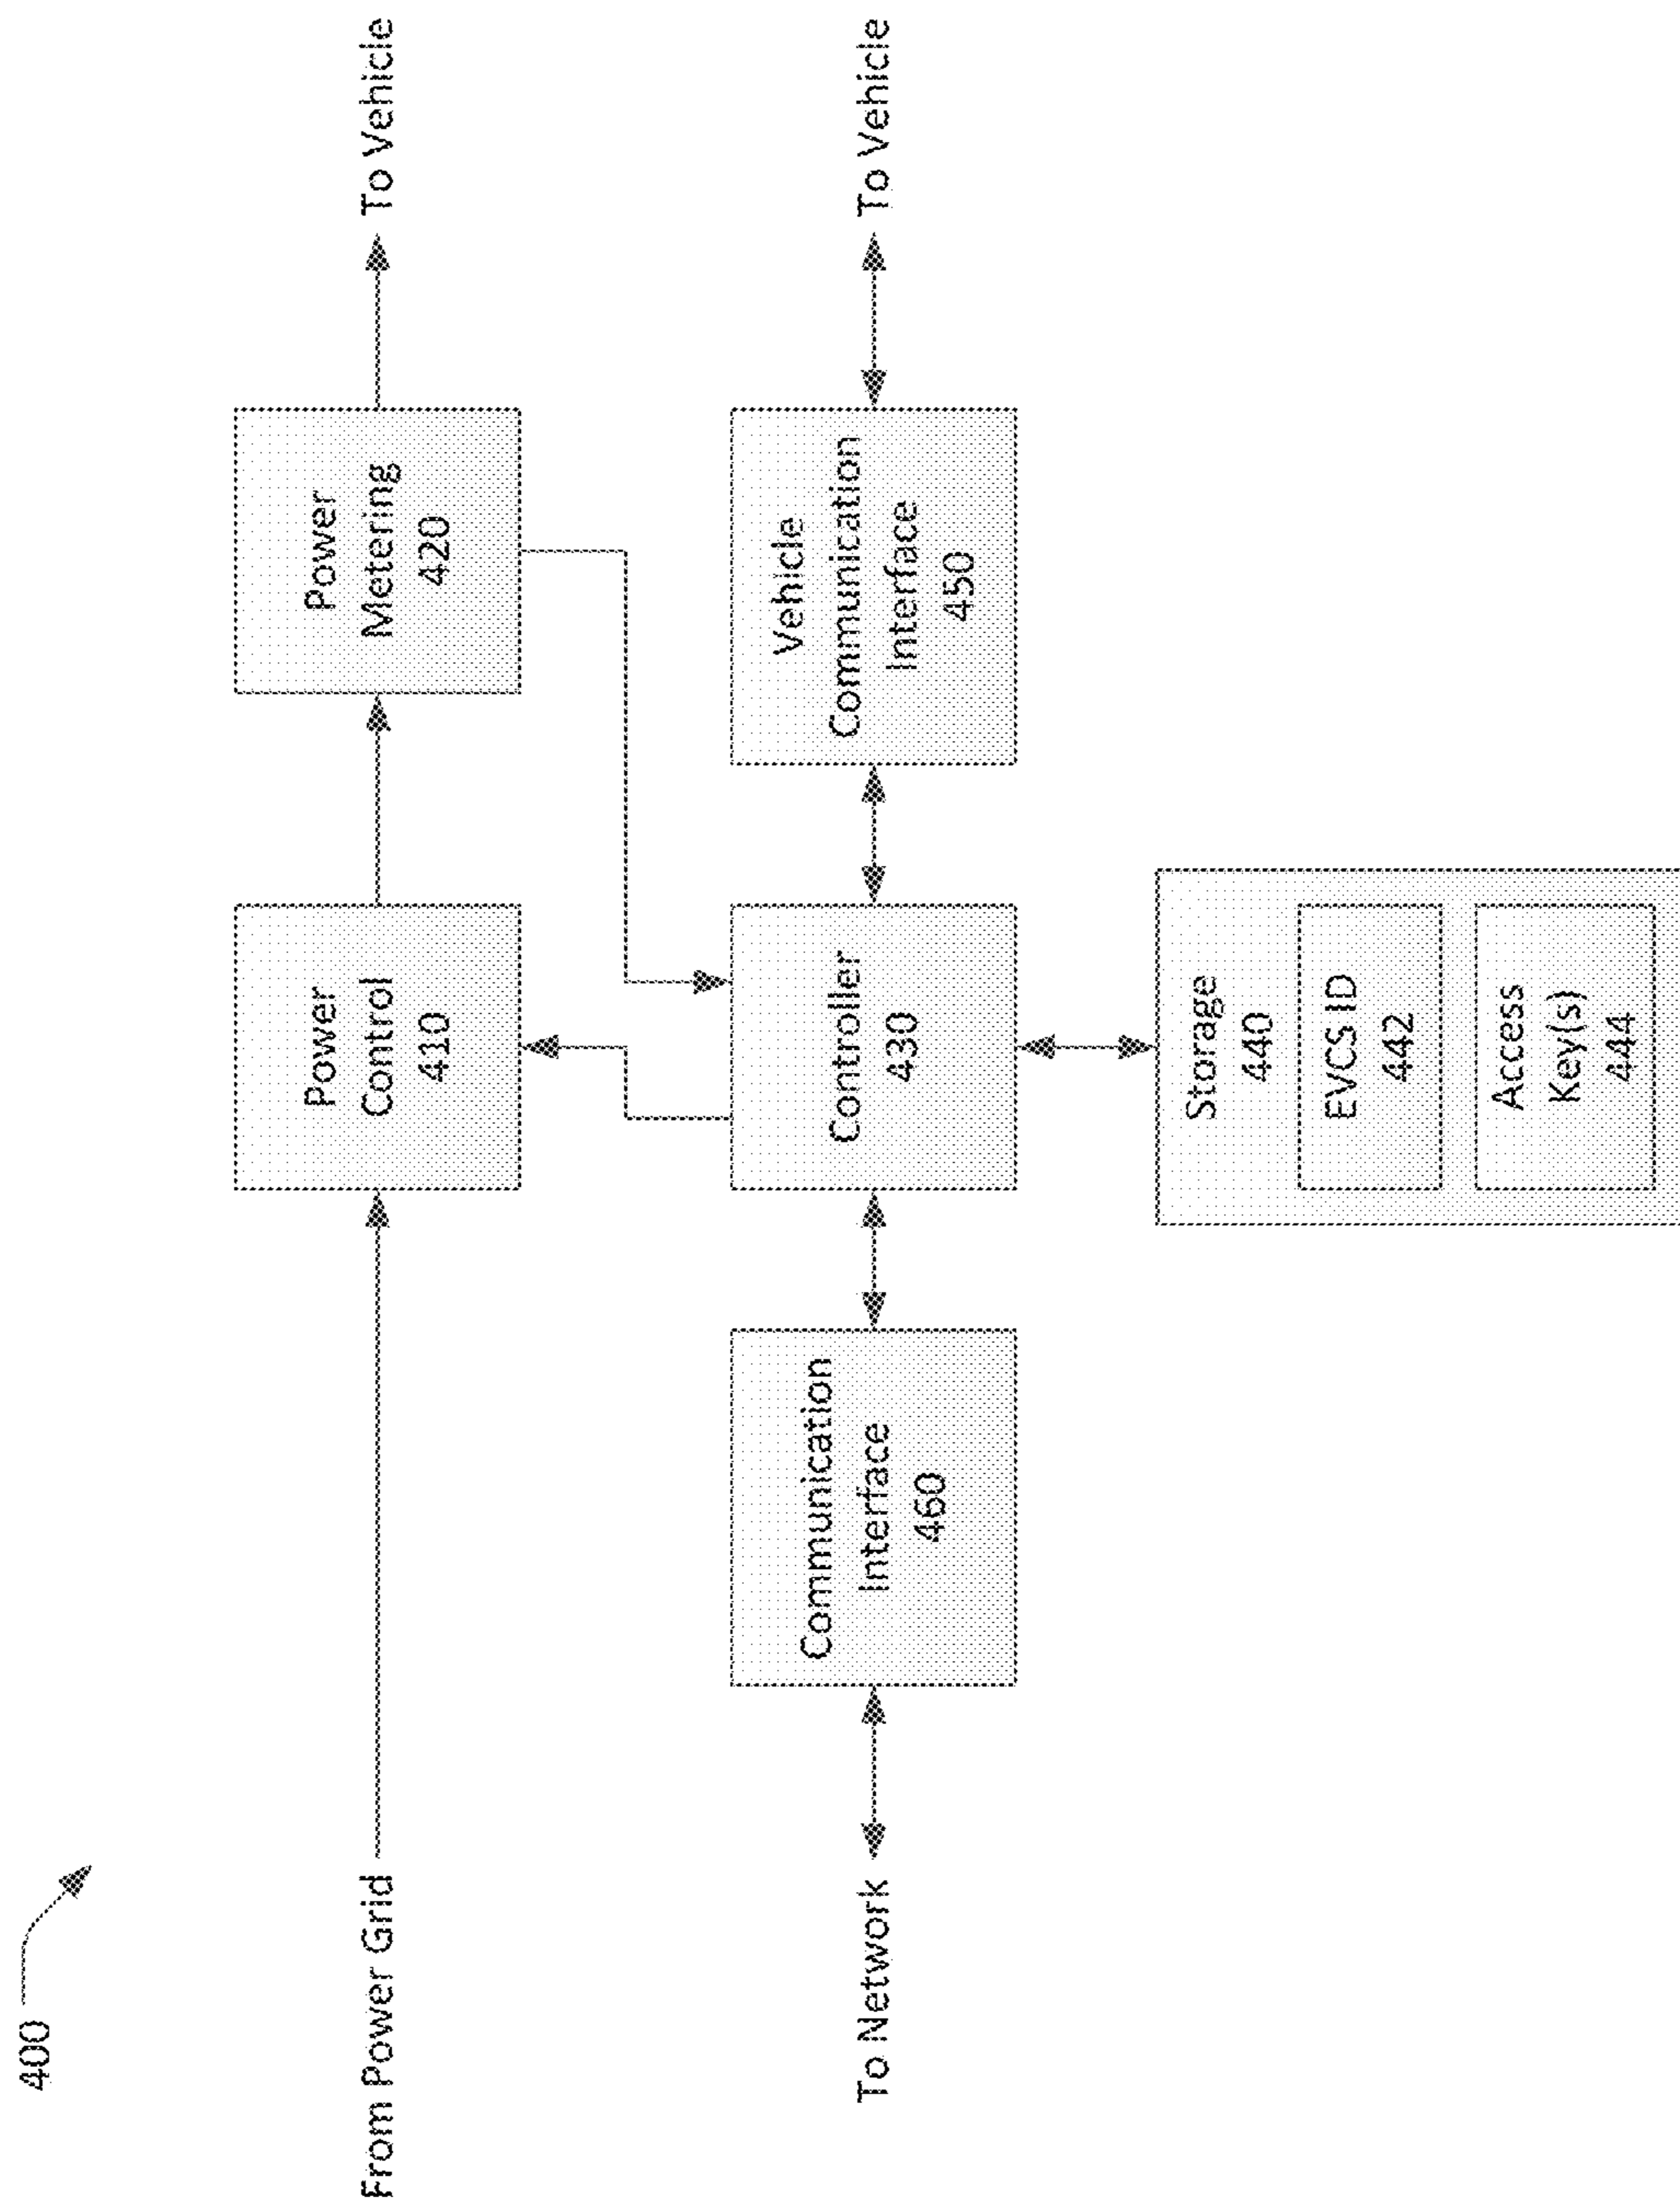 400
From Power Grid
Power
Control
410
Power
Metering
420
To Vehicle
To Network
Communication
Interface
460
Controller
430
Vehicle
Communication
Interface
450
To Vehicle
Storage
440
EVCS ID
442
Access
Key(s)
444